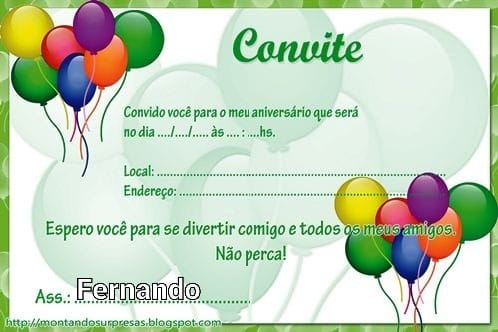 Convite
Convido você para o meu aniversário que será
no dia ..../..../..... às .... : ....hs.
Local: ........................................................................
Endereço: ..................................................................
Espero você para se divertir comigo e todos os meus amigos.
Não perca!
Ass.: Fernando
http://montandosurpresas.blogspot.com